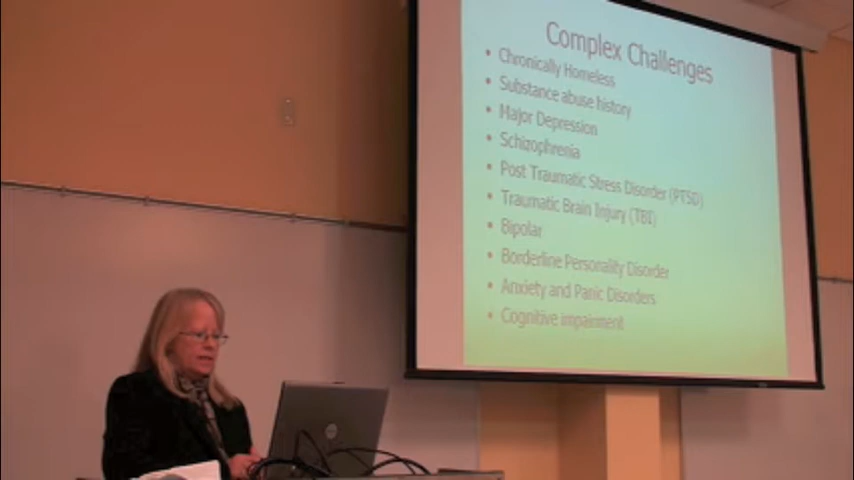 Complex Challenges
• Chronically Homeless
• Substance abuse history
• Major Depression
• Schizophrenia
• Post Traumatic Stress Disorder (PTSD)
• Traumatic Brain Injury (TBI)
• Bipolar
• Borderline Personality Disorder
• Anxiety and Panic Disorders
• Cognitive impairment